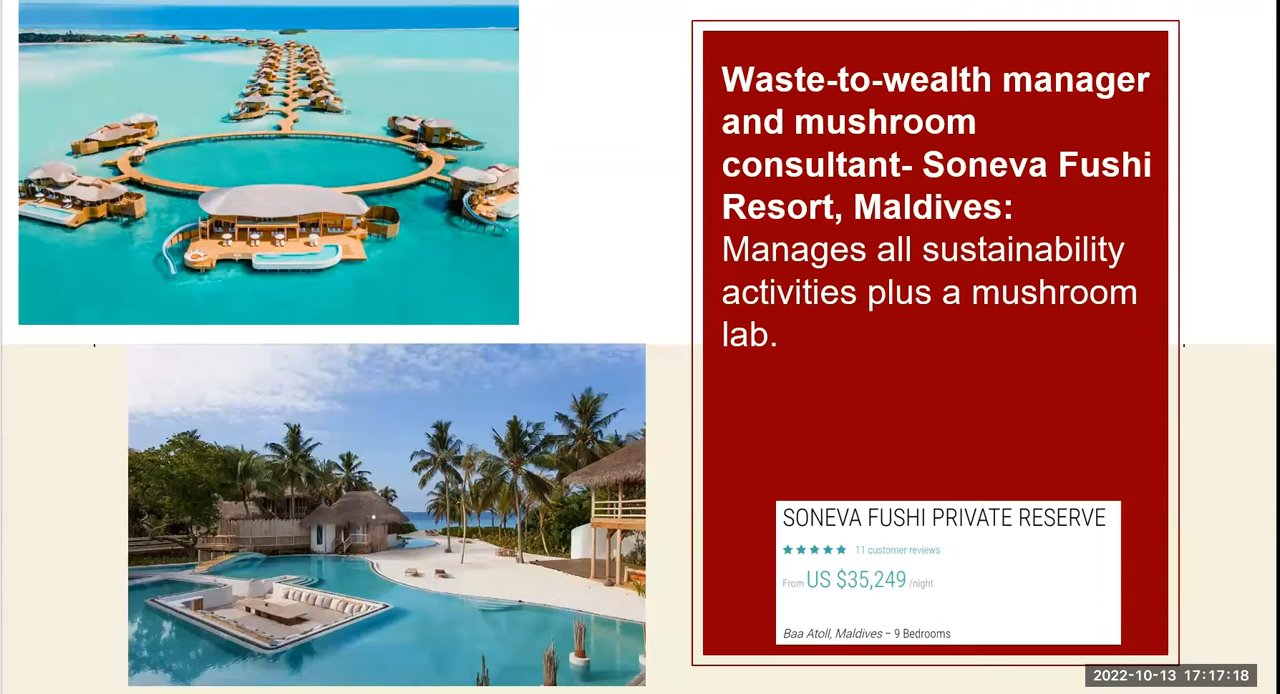 Waste-to-wealth manager
and mushroom
consultant- Soneva Fushi
Resort, Maldives:
Manages all sustainability
activities plus a mushroom
lab.
SONEVA FUSHI PRIVATE RESERVE
11 customer reviews
From US $35,249 /night
Baa Atoll, Maldives – 9 Bedrooms
2022-10-13 17:17:18